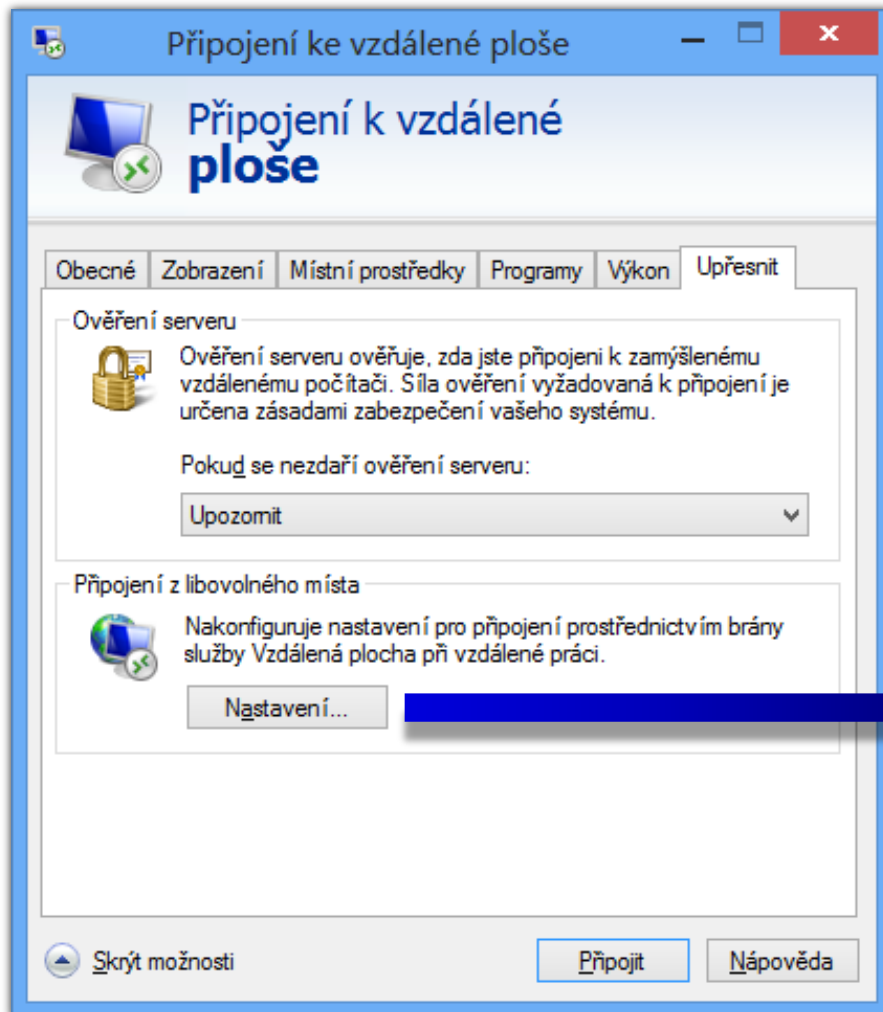 Připojení ke vzdálené ploše
Připojení k vzdálené
ploše
Obecné Zobrazení Místní prostředky Programy Výkon Upřesnit
Ověření serveru
Ověření serveru ověřuje, zda jste připojeni k zamýšlenému
vzdálenému počítači. Síla ověření vyžadovaná k připojení je
určena zásadami zabezpečení vašeho systému.
Pokud se nezdaří ověření serveru:
Upozornit
Připojení z libovolného místa
Nakonfiguruje nastavení pro připojení prostřednictvím brány
služby Vzdálená plocha při vzdálené práci.
Nastavení...
Skrýt možnosti
Připojit
Nápověda